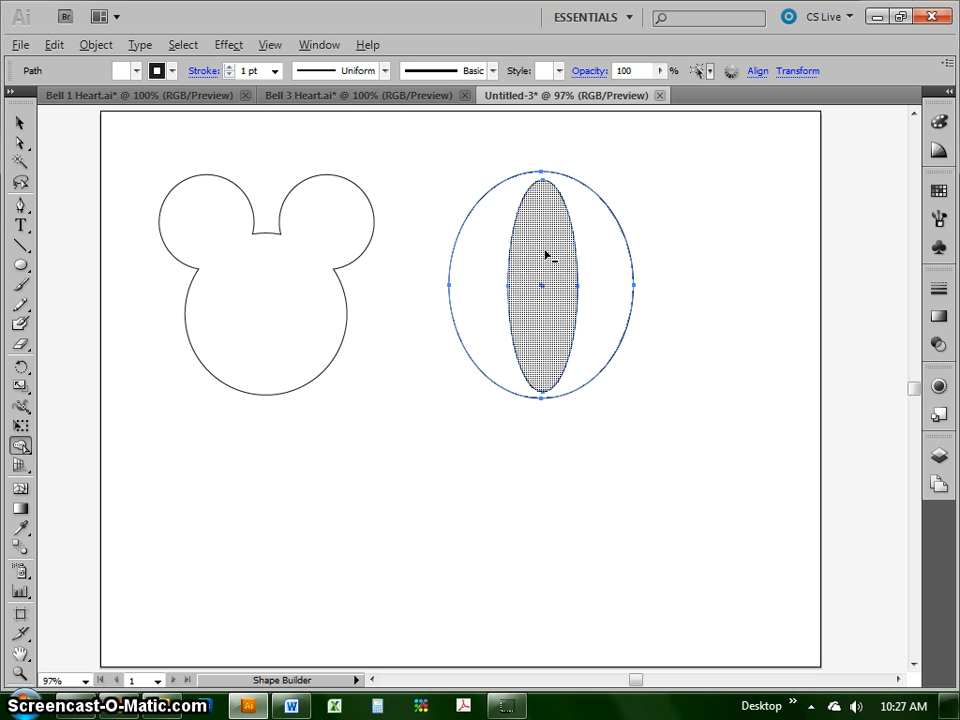 Ai Br ESSENTIALS CS Live
File Edit Object Type Select Effect View Window Help
Path Stroke: 1 pt Uniform Basic Style: Opacity: 100 % Align Transform
Bell 1 Heart.ai* @ 100% (RGB/Preview) Bell 3 Heart.ai* @ 100% (RGB/Preview) Untitled-3* @ 97% (RGB/Preview)
97% 1 Shape Builder
Screencast-O-Matic.com Desktop 10:27 AM